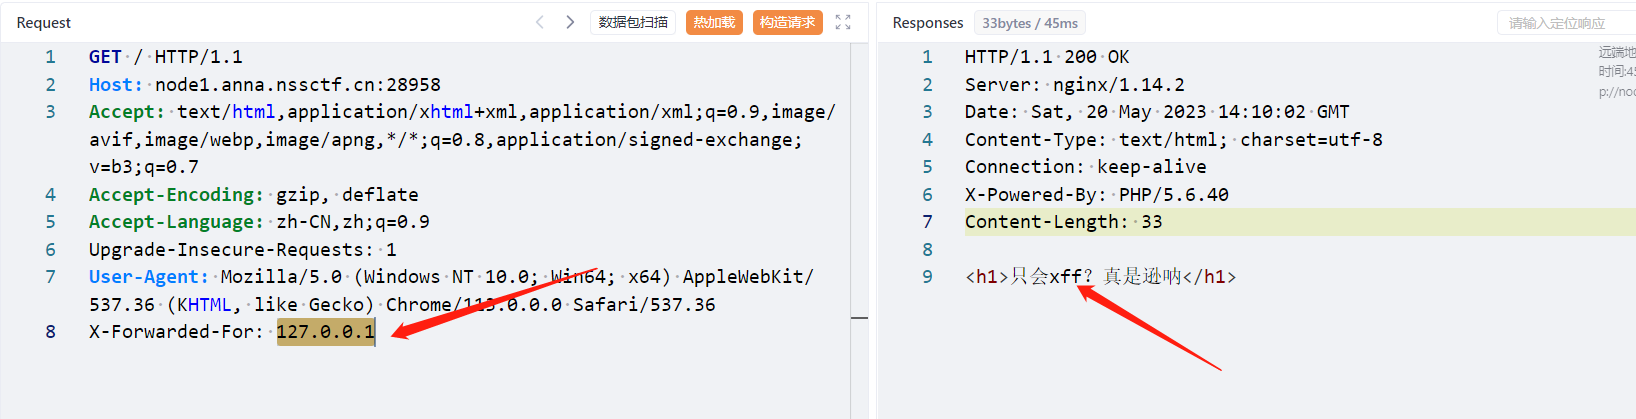 Request
数据包扫描
热加载
构造请求
1 GET / HTTP/1.1
2 Host: node1.anna.nssctf.cn:28958
3 Accept: text/html,application/xhtml+xml,application/xml;q=0.9,image/
avif,image/webp,image/apng,*/*;q=0.8,application/signed-exchange;
v=b3;q=0.7
4 Accept-Encoding: gzip, deflate
5 Accept-Language: zh-CN,zh;q=0.9
6 Upgrade-Insecure-Requests: 1
7 User-Agent: Mozilla/5.0 (Windows NT 10.0; Win64; x64) AppleWebKit/
537.36 (KHTML, like Gecko) Chrome/113.0.0.0 Safari/537.36
8 X-Forwarded-For: 127.0.0.1
Responses 33bytes / 45ms
请输入定位响应
1 HTTP/1.1 200 OK
2 Server: nginx/1.14.2
3 Date: Sat, 20 May 2023 14:10:02 GMT
4 Content-Type: text/html; charset=utf-8
5 Connection: keep-alive
6 X-Powered-By: PHP/5.6.40
7 Content-Length: 33
8
9 <h1>只会xff? 真是逊呐</h1>
远端地
时间:45
p://noc